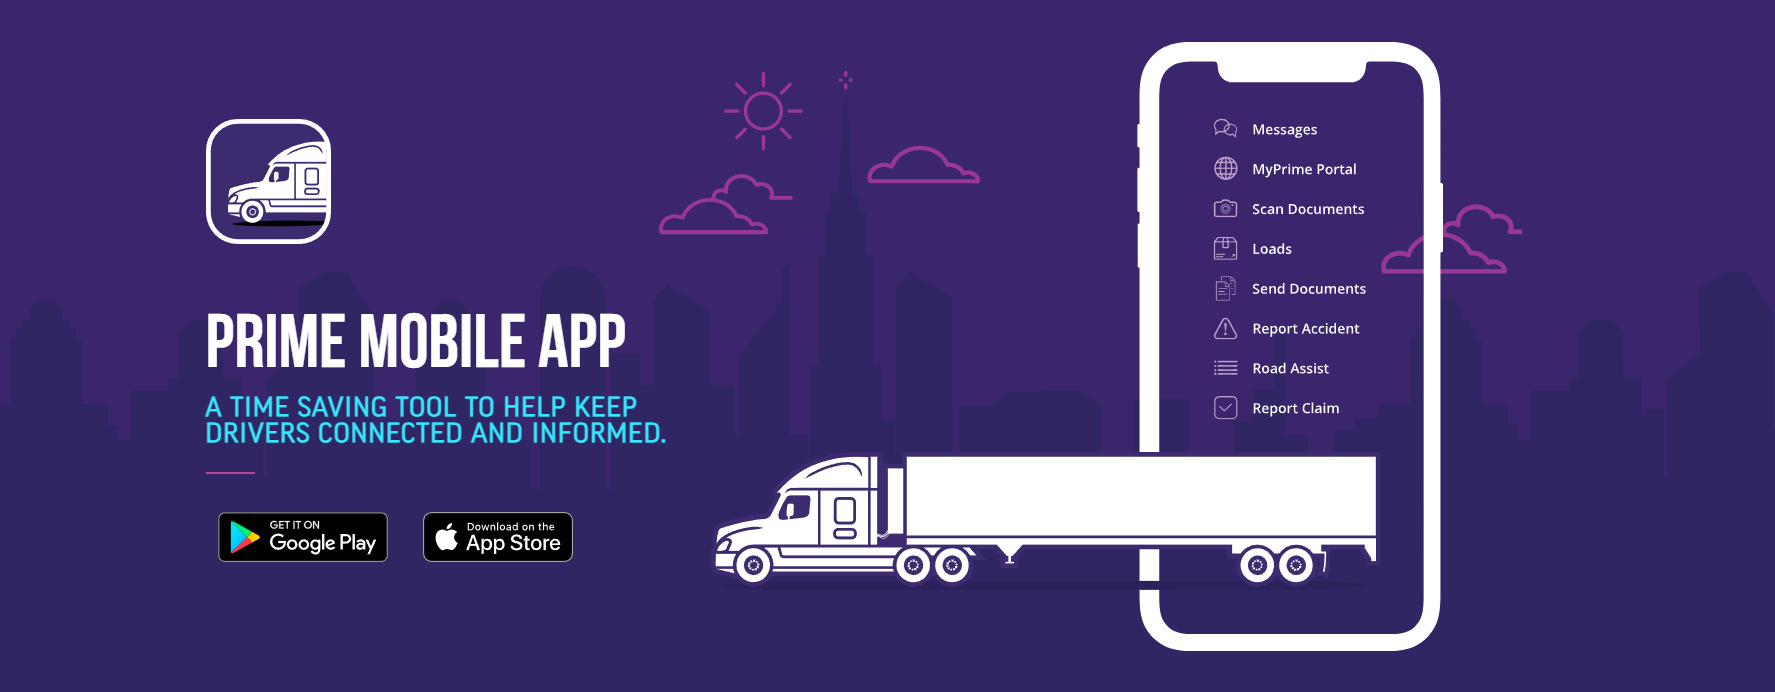 PRIME MOBILE APP
A TIME SAVING TOOL TO HELP KEEP
DRIVERS CONNECTED AND INFORMED.
GET IT ON
Google Play
Download on the
App Store
Messages
MyPrime Portal
Scan Documents
Loads
Send Documents
Report Accident
Road Assist
Report Claim